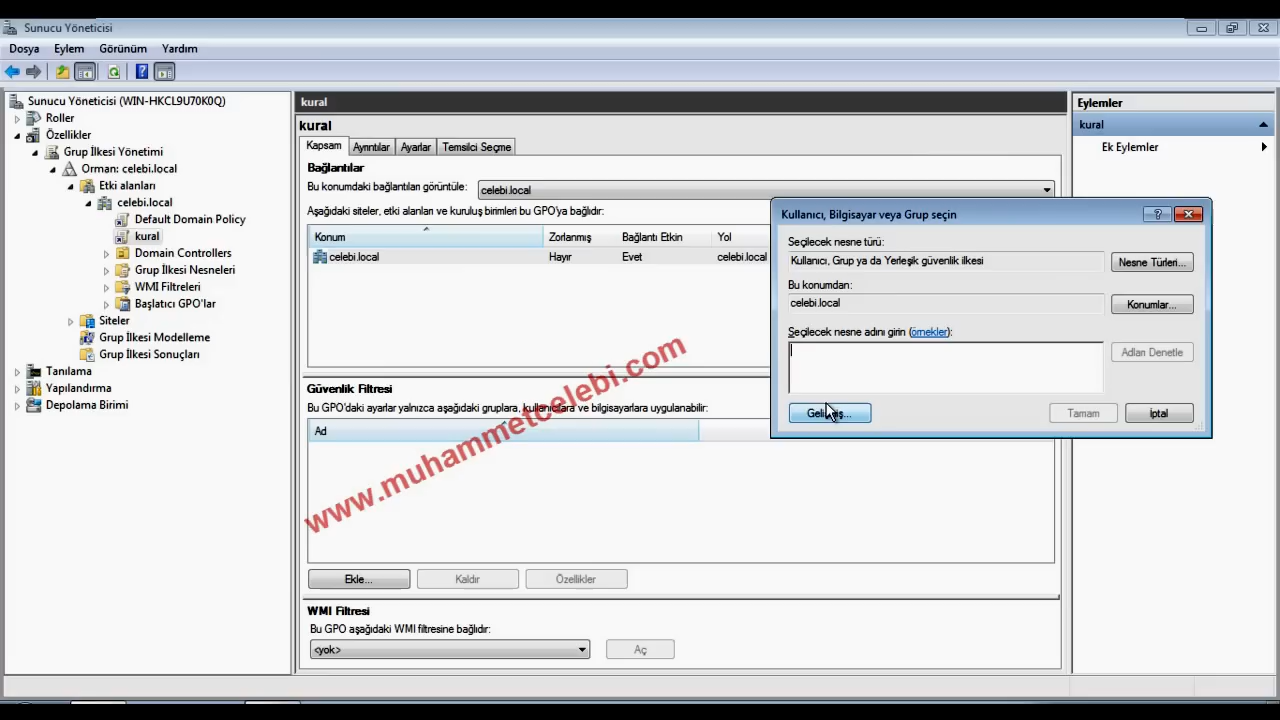 Sunucu Yöneticisi
Dosya Eylem Görünüm Yardım
Sunucu Yöneticisi (WIN-HKCL9U70K0Q)
Roller
Özellikler
Grup İlkesi Yönetimi
Orman: celebi.local
Etki alanları
celebi.local
Default Domain Policy
kural
Domain Controllers
Grup İlkesi Nesneleri
WMI Filtreleri
Başlatıcı GPO'lar
Siteler
Grup İlkesi Modelleme
Grup İlkesi Sonuçları
Tanılama
Yapılandırma
Depolama Birimi
kural
kural
Kapsam Ayrıntılar Ayarlar Temsilci Seçme
Bağlantılar
Bu konumdaki bağlantıları görüntüle: celebi.local
Aşağıdaki siteler, etki alanları ve kuruluş birimleri bu GPO'ya bağlıdır:
Konum Zorlanmış Bağlantı Etkin Yol
celebi.local Hayır Evet celebi.local
Güvenlik Filtresi
Bu GPO'daki ayarlar yalnızca aşağıdaki gruplara, kullanıcılara ve bilgisayarlara uygulanabilir:
Ad
www.muhammetcelebi.com
Ekle... Kaldır Özellikler
WMI Filtresi
Bu GPO aşağıdaki WMI filtresine bağlıdır:
<yok> Aç
Eylemler
kural
Ek Eylemler
Kullanıcı, Bilgisayar veya Grup seçin
Seçilecek nesne türü:
Kullanıcı, Grup ya da Yerleşik güvenlik ilkesi Nesne Türleri...
Bu konumdan:
celebi.local Konumlar...
Seçilecek nesne adını girin (örnekler):
Adları Denetle
Tamam İptal